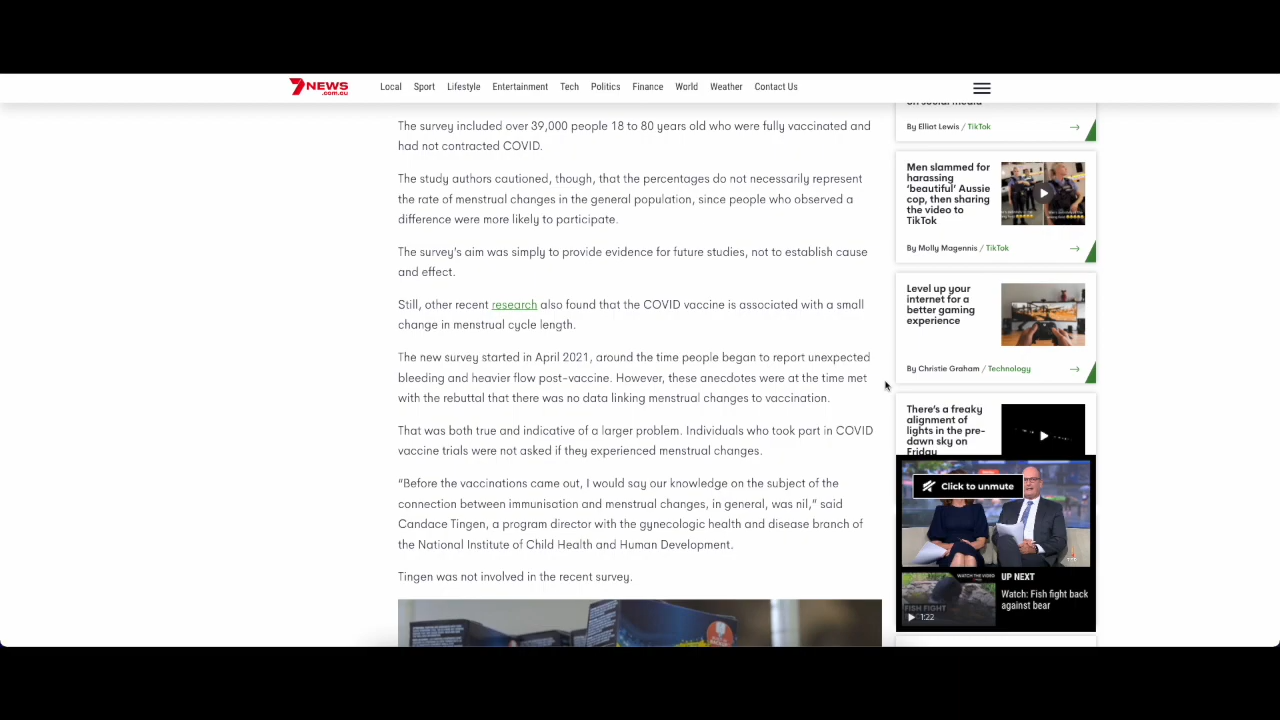 7NEWS
.com.au
Local Sport Lifestyle Entertainment Tech Politics Finance World Weather Contact Us
The survey included over 39,000 people 18 to 80 years old who were fully vaccinated and
had not contracted COVID.
The study authors cautioned, though, that the percentages do not necessarily represent
the rate of menstrual changes in the general population, since people who observed a
difference were more likely to participate.
The survey's aim was simply to provide evidence for future studies, not to establish cause
and effect.
Still, other recent research also found that the COVID vaccine is associated with a small
change in menstrual cycle length.
The new survey started in April 2021, around the time people began to report unexpected
bleeding and heavier flow post-vaccine. However, these anecdotes were at the time met
with the rebuttal that there was no data linking menstrual changes to vaccination.
That was both true and indicative of a larger problem. Individuals who took part in COVID
vaccine trials were not asked if they experienced menstrual changes.
“Before the vaccinations came out, I would say our knowledge on the subject of the
connection between immunisation and menstrual changes, in general, was nil,” said
Candace Tingen, a program director with the gynecologic health and disease branch of
the National Institute of Child Health and Human Development.
Tingen was not involved in the recent survey.
on social media
By Elliot Lewis / TikTok
Men slammed for
harassing
‘beautiful’ Aussie
cop, then sharing
the video to
TikTok
By Molly Magennis / TikTok
Level up your
internet for a
better gaming
experience
By Christie Graham / Technology
There's a freaky
alignment of
lights in the pre-
dawn sky on
Friday
Click to unmute
WATCH THE VIDEO
FISH FIGHT
1:22
UP NEXT
Watch: Fish fight back
against bear